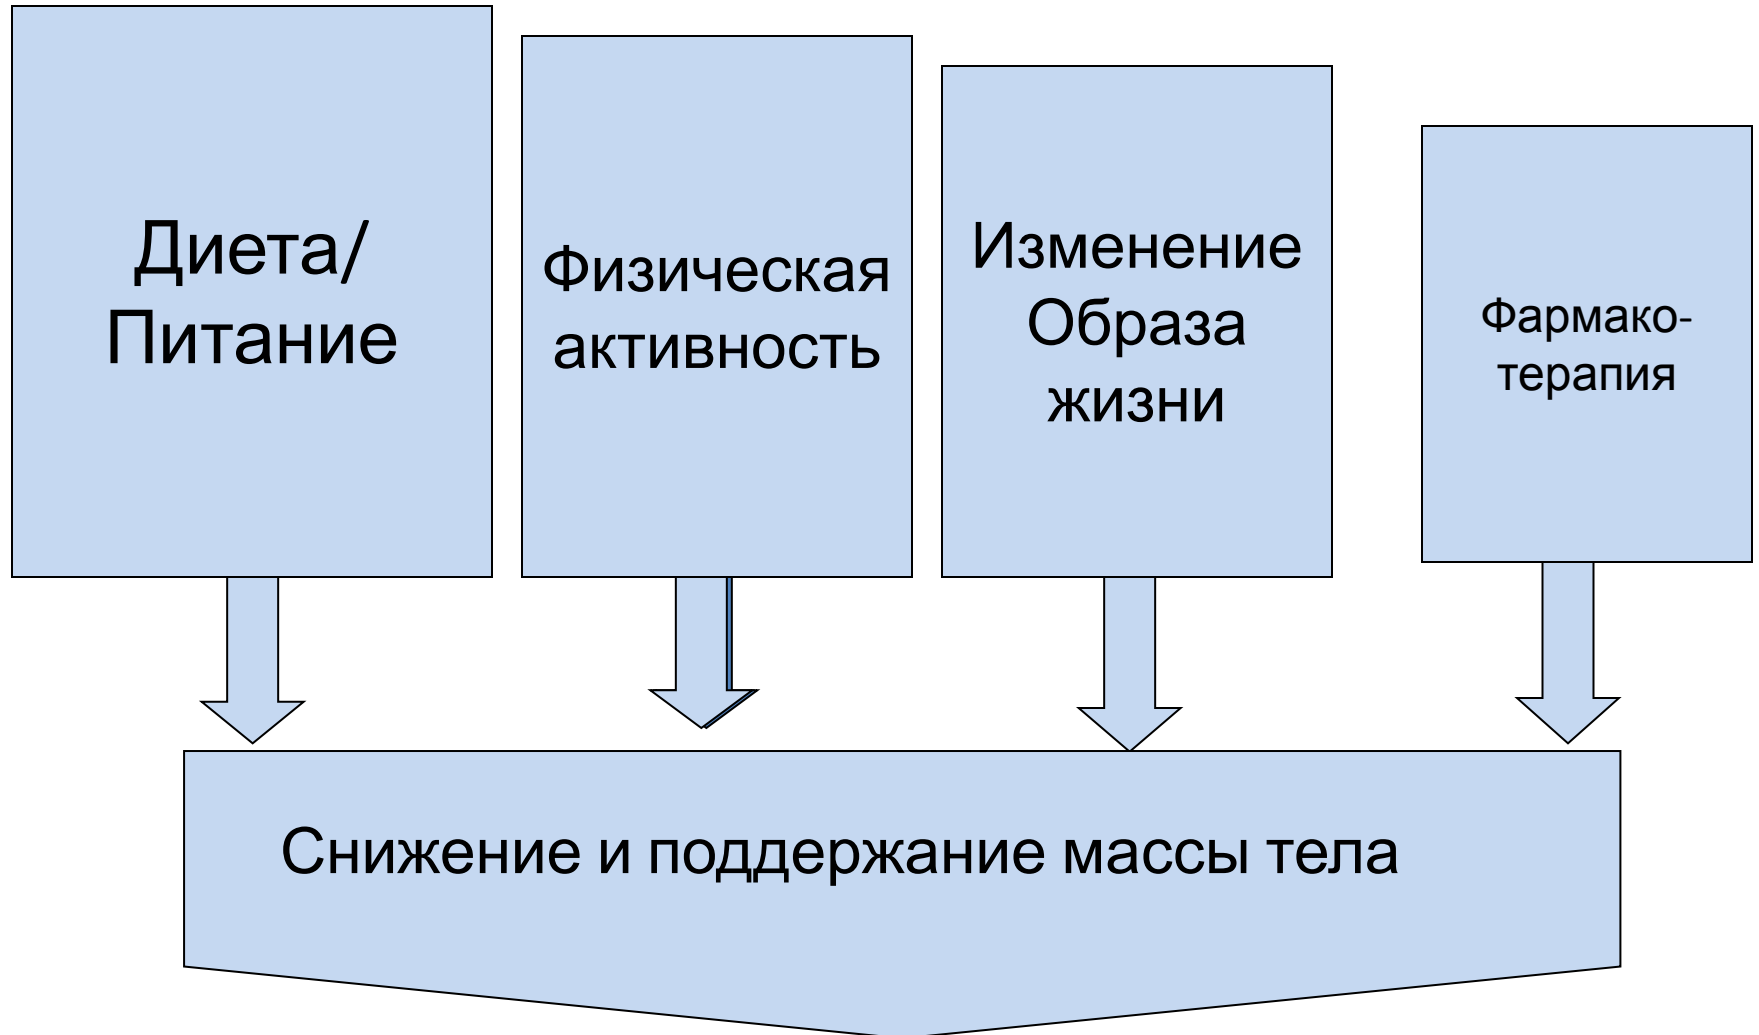 Диета/
Питание
Физическая
активность
Изменение
Образа
жизни
Фармако-
терапия
Снижение и поддержание массы тела